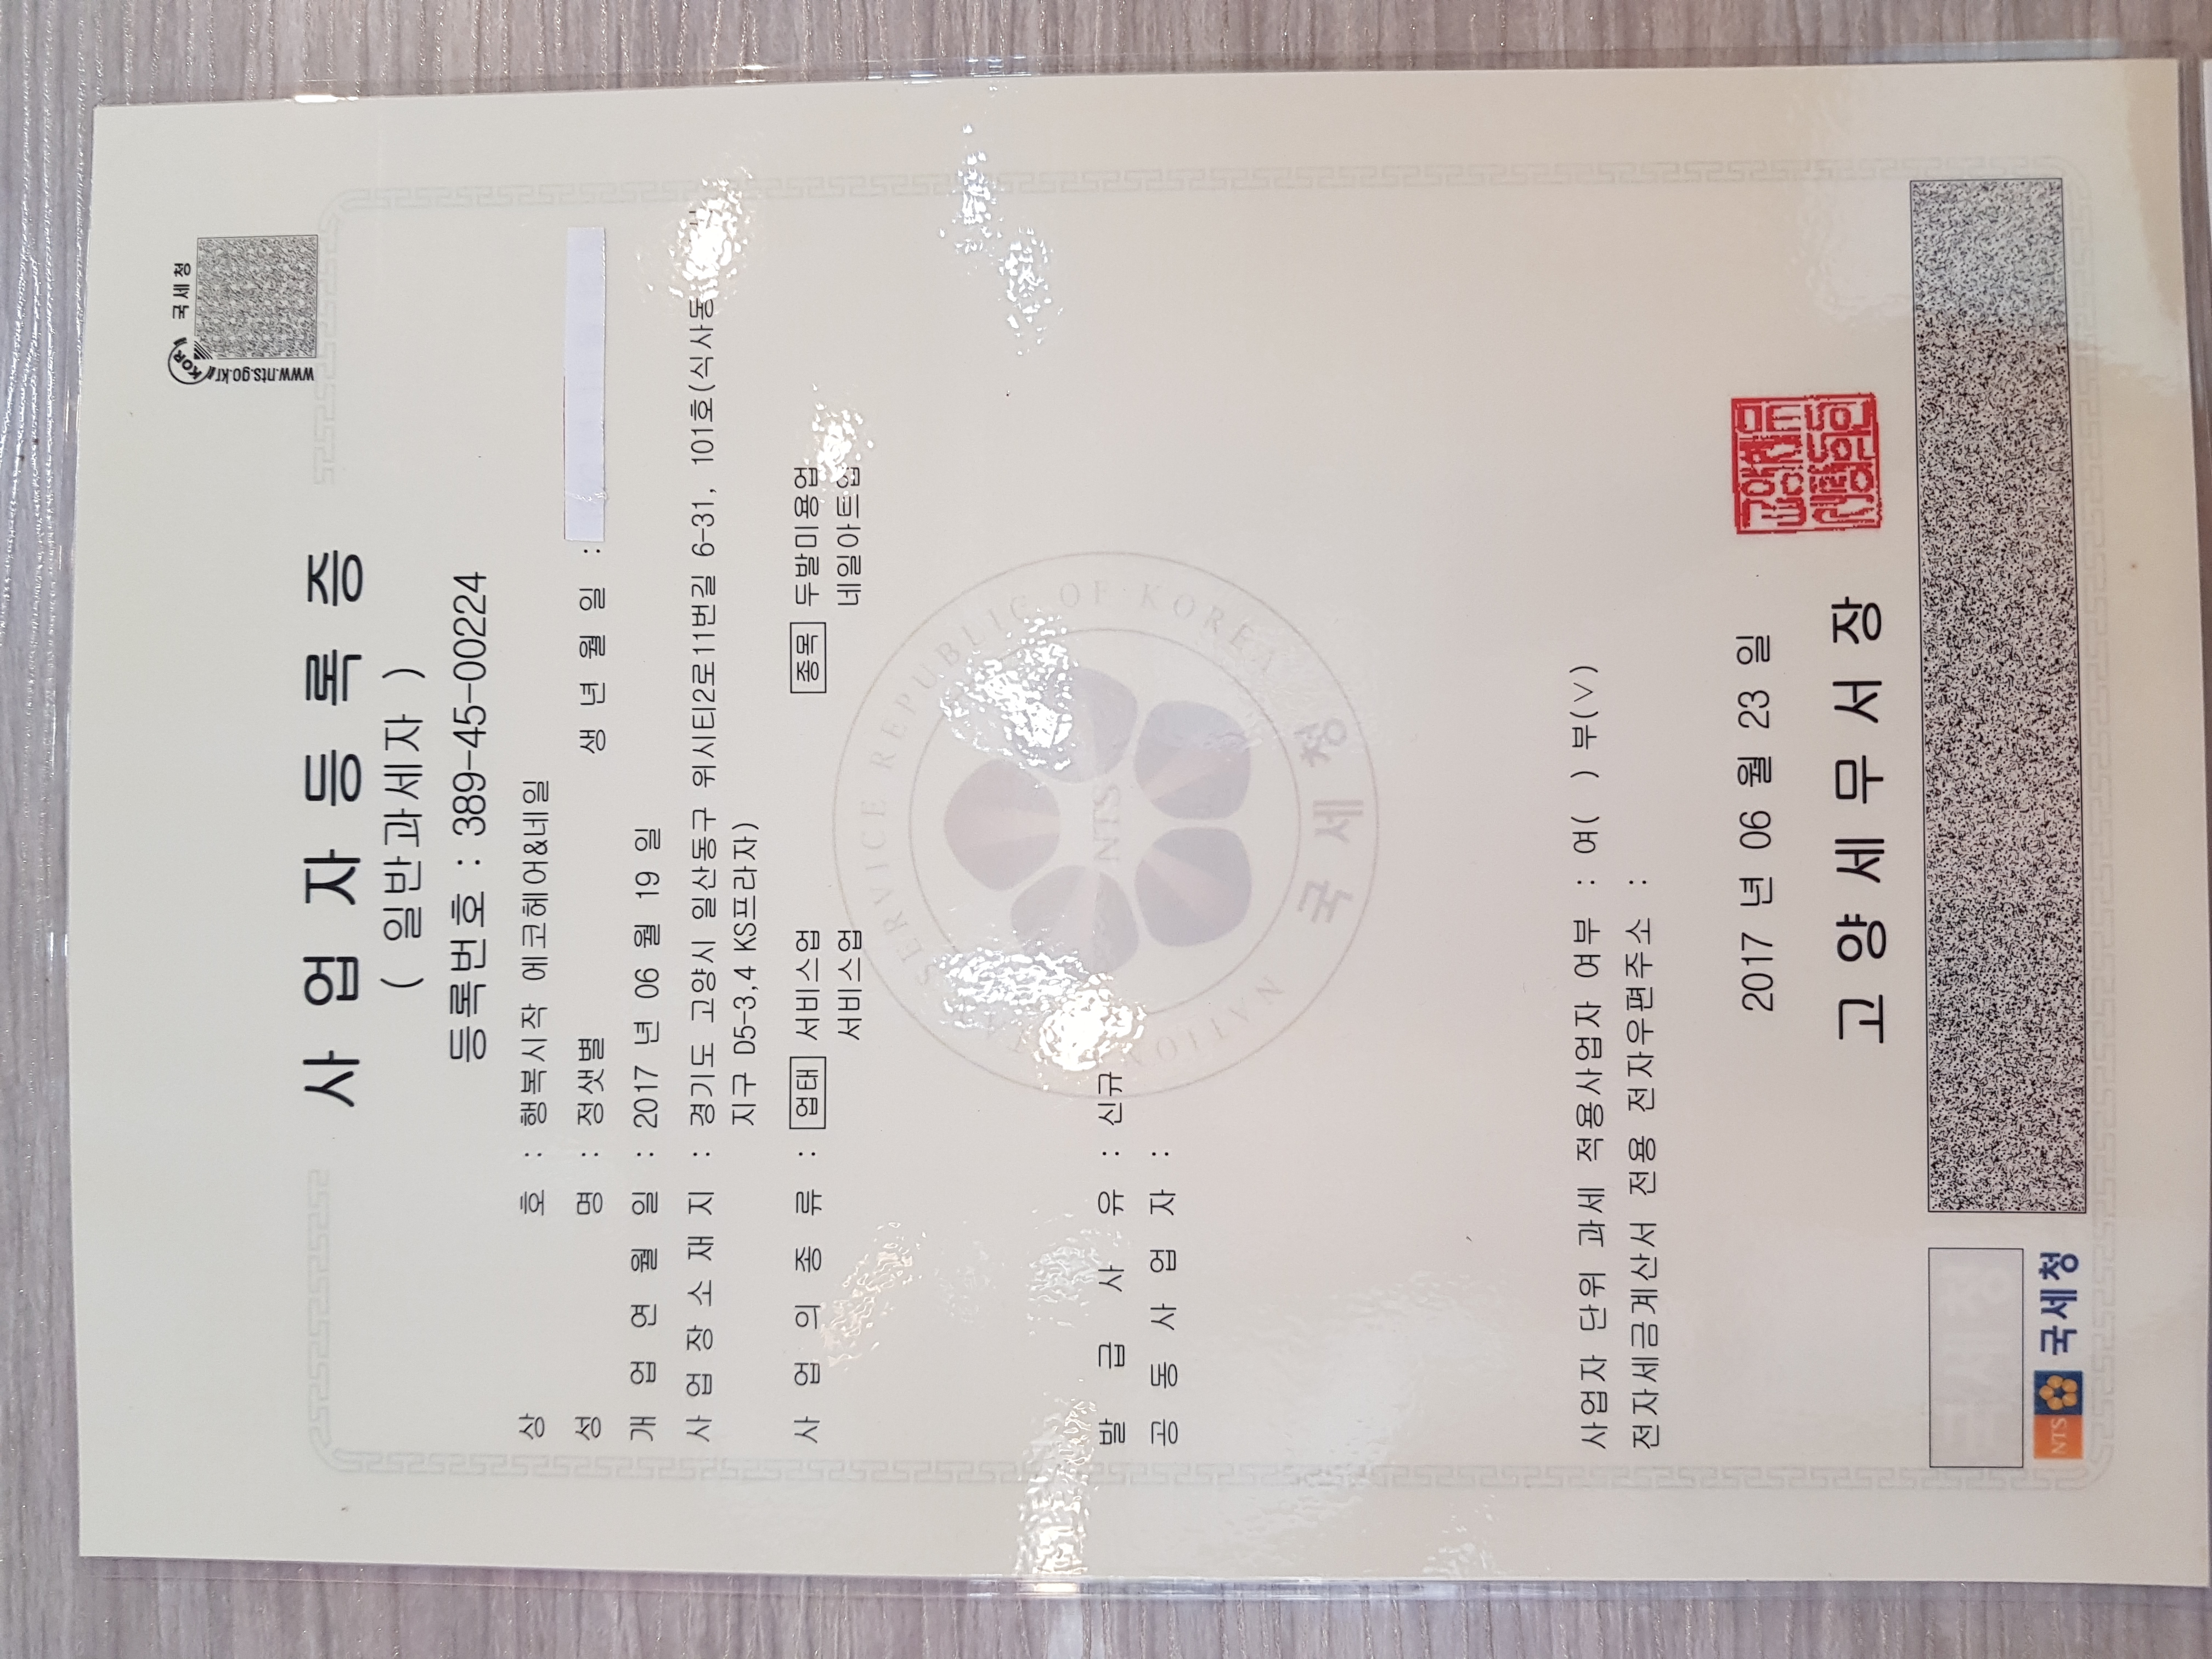 국세청
KOR
www.nts.go.kr
사업자등록증
( 일반과세자 )
등록번호 : 389-45-00224
상 호 : 행복시작 에코헤어&네일
성 명 : 정샛별 생 년 월 일 :
개 업 연 월 일 : 2017 년 06 월 19 일
사 업 장 소 재 지 : 경기도 고양시 일산동구 위시티2로11번길 6-31, 101호(식사동
지구 D5-3,4 KS프라자)
사 업 의 종 류 : 업태 서비스업 종목 두발미용업
서비스업 네일아트업
NATIONAL TAX SERVICE REPUBLIC OF KOREA
NTS
국세청
발 급 사 유 : 신규
공 동 사 업 자 :
사업자 단위 과세 적용사업자 여부 : 여( ) 부(∨)
전자세금계산서 전용 전자우편주소 :
2017 년 06 월 23 일
고 양 세 무 서 장
국세청
NTS 국세청